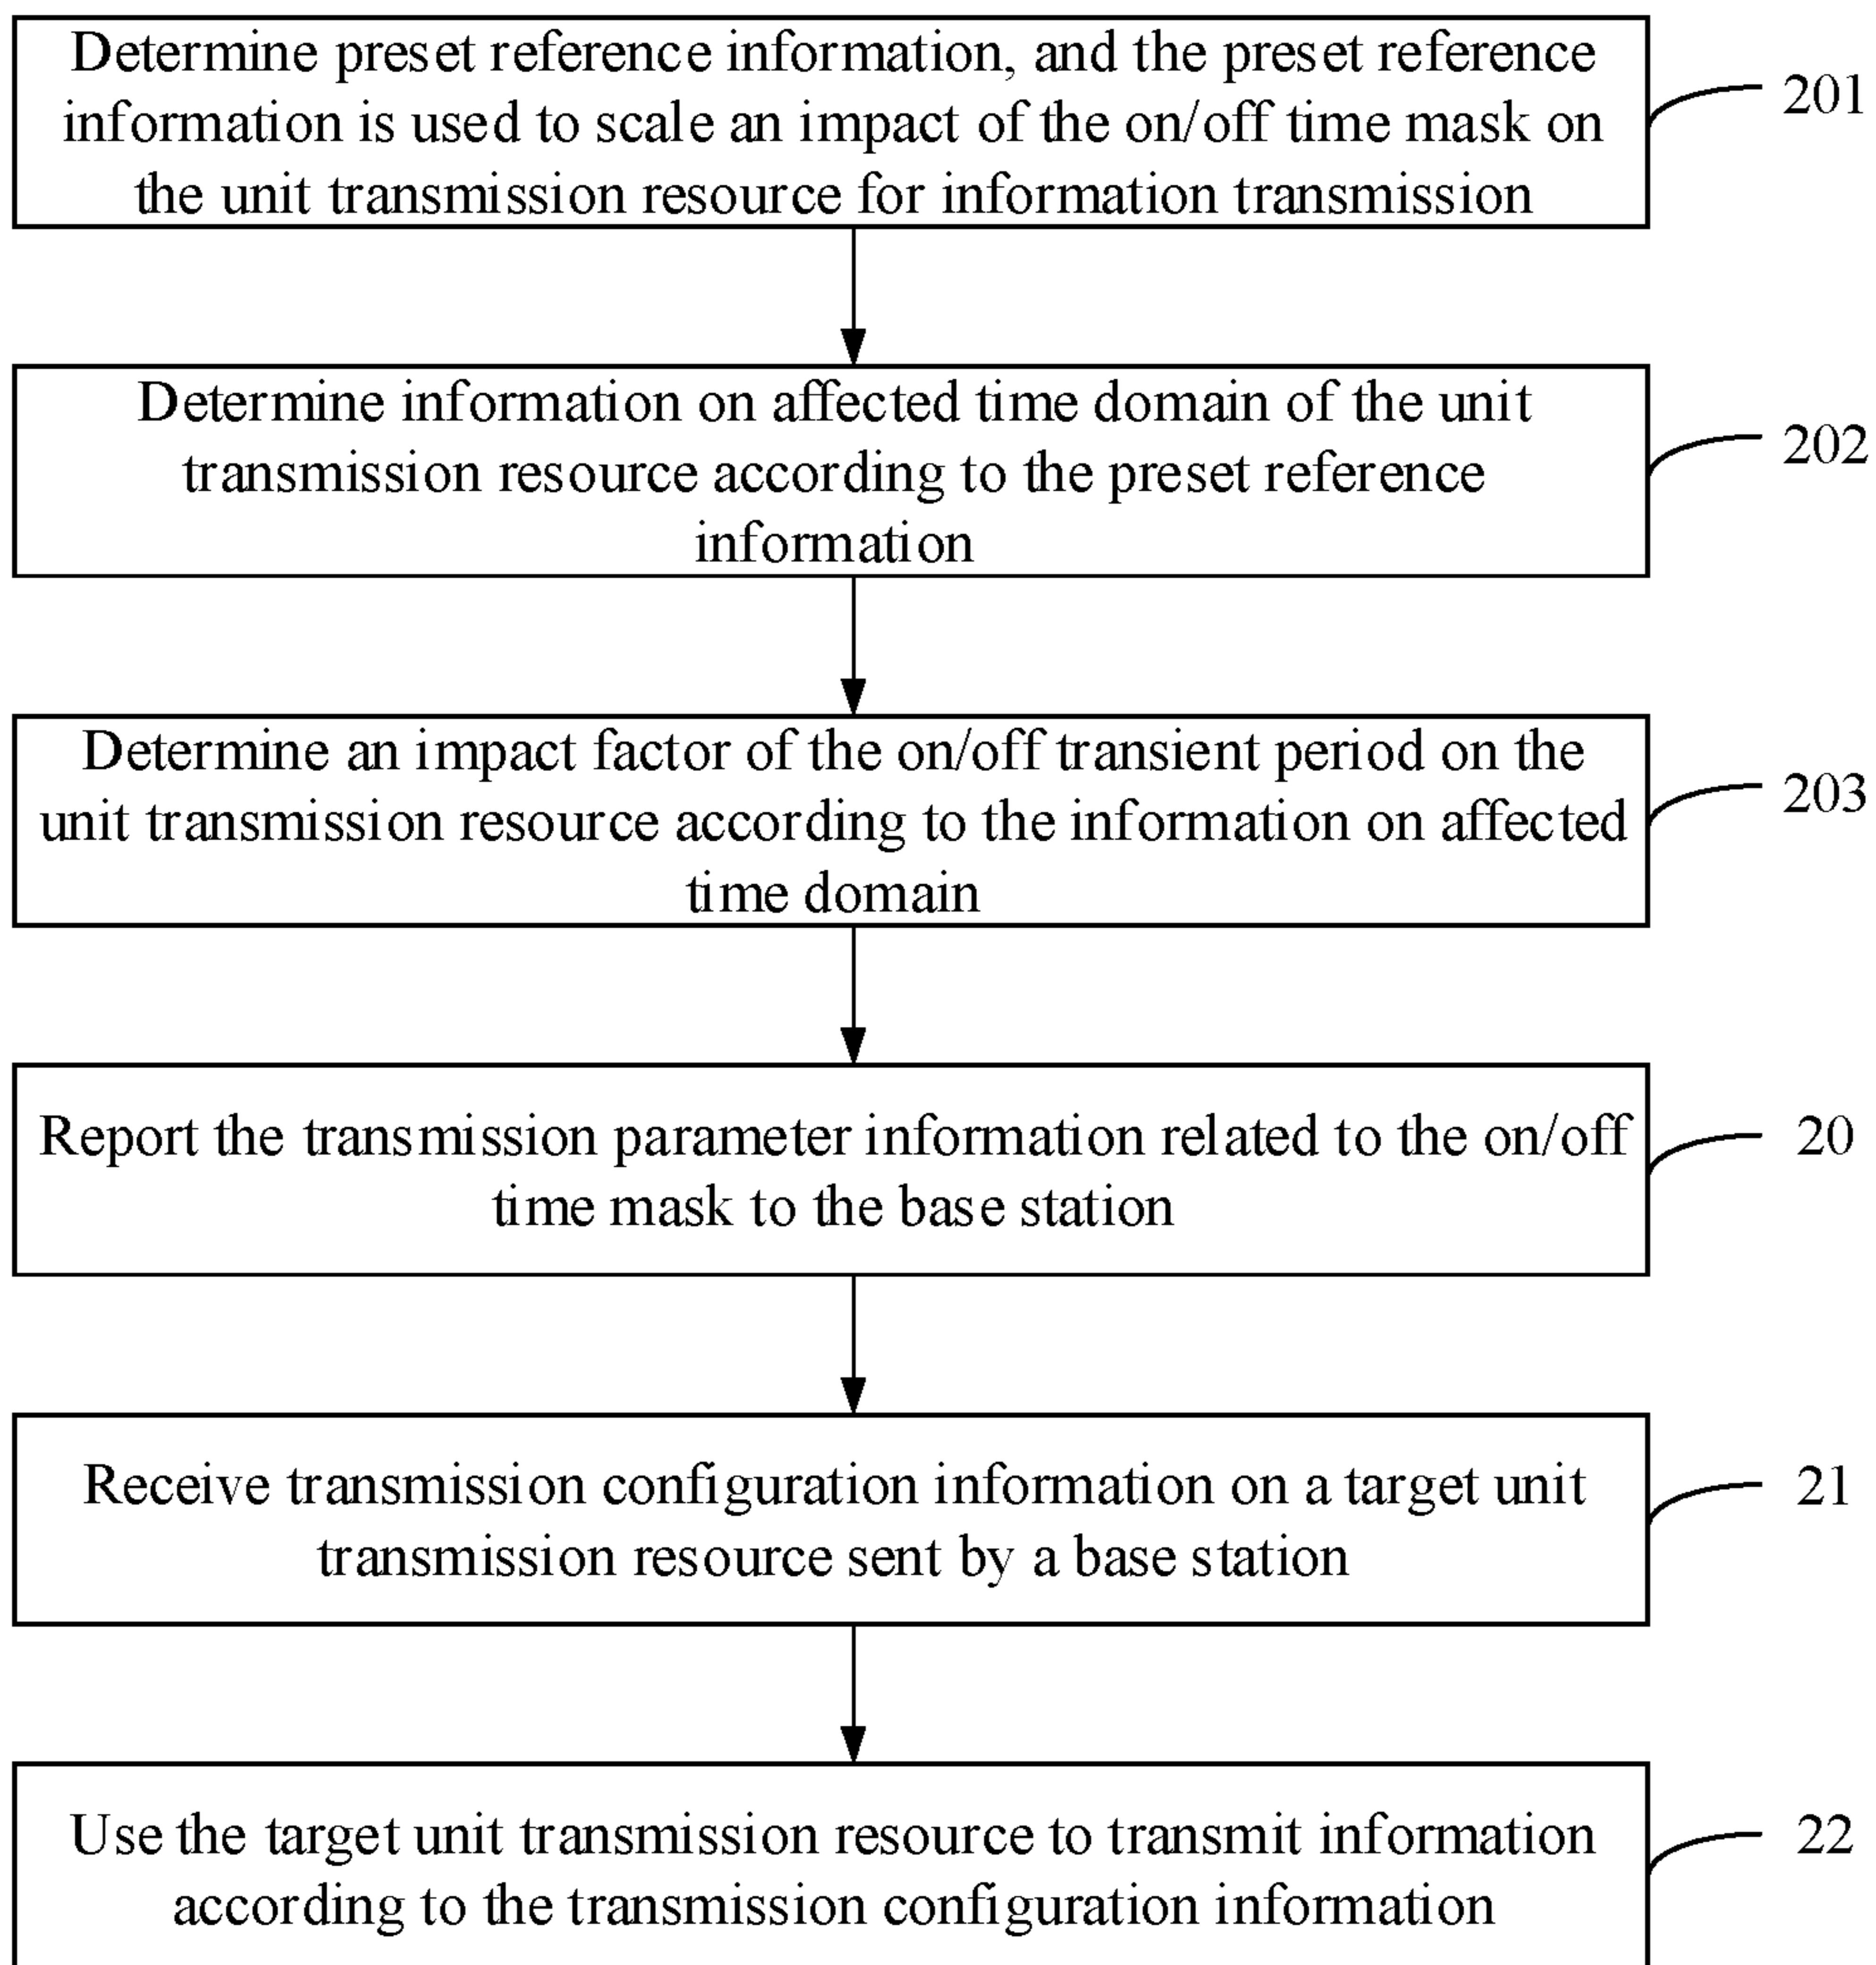 Determine preset reference information, and the preset reference
information is used to scale an impact of the on/off time mask on
the unit transmission resource for information transmission
201
Determine information on affected time domain of the unit
transmission resource according to the preset reference
information
202
Determine an impact factor of the on/off transient period on the
unit transmission resource according to the information on affected
time domain
203
Report the transmission parameter information related to the on/off
time mask to the base station
20
Receive transmission configuration information on a target unit
transmission resource sent by a base station
21
Use the target unit transmission resource to transmit information
according to the transmission configuration information
22